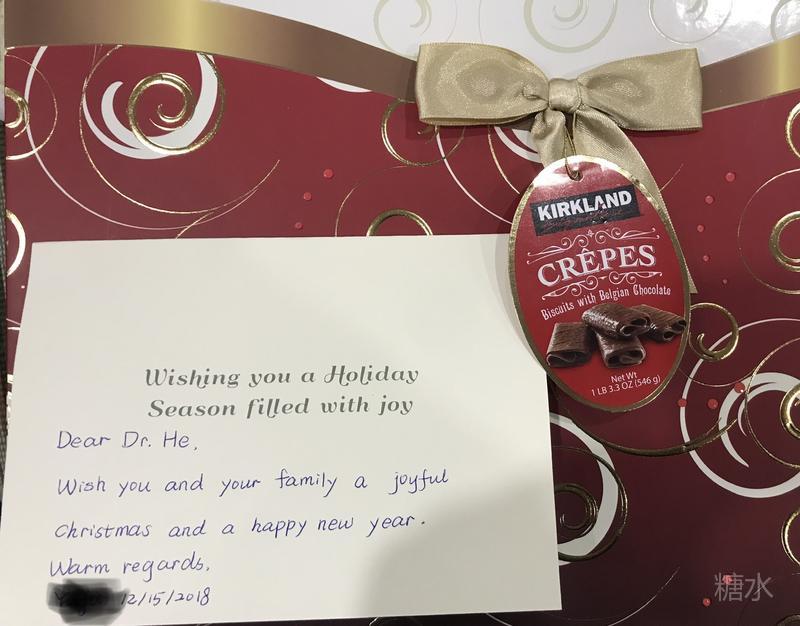 KIRKLAND
CRÊPES
Biscuits with Belgian Chocolate
Net Wt
1 LB 3.3 OZ (546 g)
Wishing you a Holiday
Season filled with joy
Dear Dr. He,
Wish you and your family a joyful
Christmas and a happy new year.
Warm regards,
12/15/2018
糖水